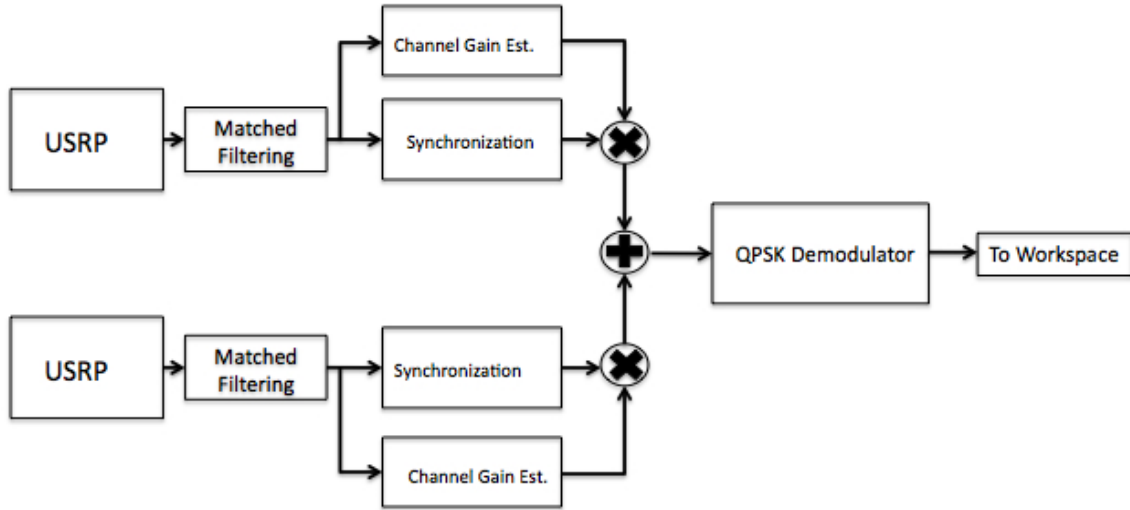 Channel Gain Est.
USRP
Matched
Filtering
Synchronization
QPSK Demodulator
To Workspace
USRP
Matched
Filtering
Synchronization
Channel Gain Est.